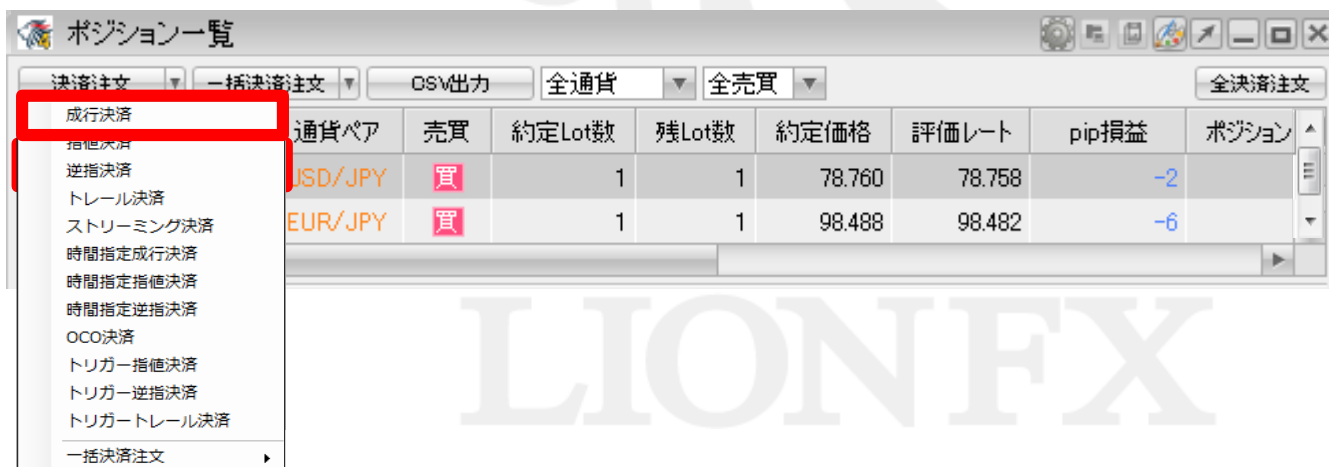 ポジション一覧
決済注文 一括決済注文 CSV出力 全通貨 全売買 全決済注文
通貨ペア 売買 約定Lot数 残Lot数 約定価格 評価レート pip損益 ポジション
USD/JPY 買 1 1 78.760 78.758 -2
EUR/JPY 買 1 1 98.488 98.482 -6
成行決済
指値決済
逆指決済
トレール決済
ストリーミング決済
時間指定成行決済
時間指定指値決済
時間指定逆指決済
OCO決済
トリガー指値決済
トリガー逆指決済
トリガートレール決済
一括決済注文
LION FX